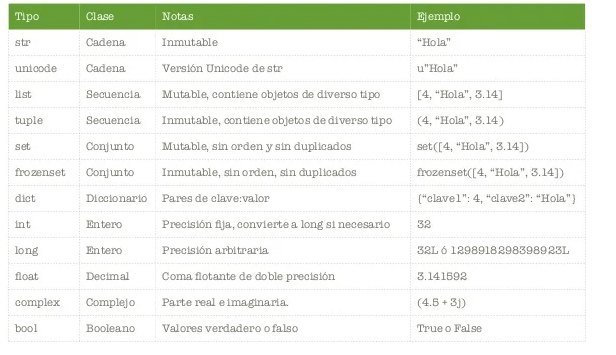 Tipo Clase Notas Ejemplo
str Cadena Inmutable “Hola”
unicode Cadena Versión Unicode de str u”Hola”
list Secuencia Mutable, contiene objetos de diverso tipo [4, “Hola”, 3.14]
tuple Secuencia Inmutable, contiene objetos de diverso tipo (4, “Hola”, 3.14)
set Conjunto Mutable, sin orden y sin duplicados set([4, “Hola”, 3.14])
frozenset Conjunto Inmutable, sin orden, sin duplicados frozenset([4, “Hola”, 3.14])
dict Diccionario Pares de clave:valor {“clave1”: 4, “clave2”: “Hola”}
int Entero Precisión fija, convierte a long si necesario 32
long Entero Precisión arbitraria 32L ó 1298918298398923L
float Decimal Coma flotante de doble precisión 3.141592
complex Complejo Parte real e imaginaria. (4.5 + 3j)
bool Booleano Valores verdadero o falso True o False